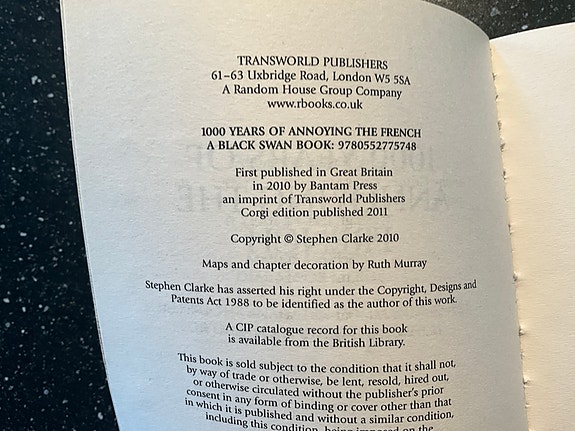 TRANSWORLD PUBLISHERS
61–63 Uxbridge Road, London W5 5SA
A Random House Group Company
www.rbooks.co.uk
1000 YEARS OF ANNOYING THE FRENCH
A BLACK SWAN BOOK: 9780552775748
First published in Great Britain
in 2010 by Bantam Press
an imprint of Transworld Publishers
Corgi edition published 2011
Copyright © Stephen Clarke 2010
Maps and chapter decoration by Ruth Murray
Stephen Clarke has asserted his right under the Copyright, Designs and
Patents Act 1988 to be identified as the author of this work.
A CIP catalogue record for this book
is available from the British Library.
This book is sold subject to the condition that it shall not,
by way of trade or otherwise, be lent, resold, hired out,
or otherwise circulated without the publisher's prior
consent in any form of binding or cover other than that
in which it is published and without a similar condition,
including this condition, being imposed on the